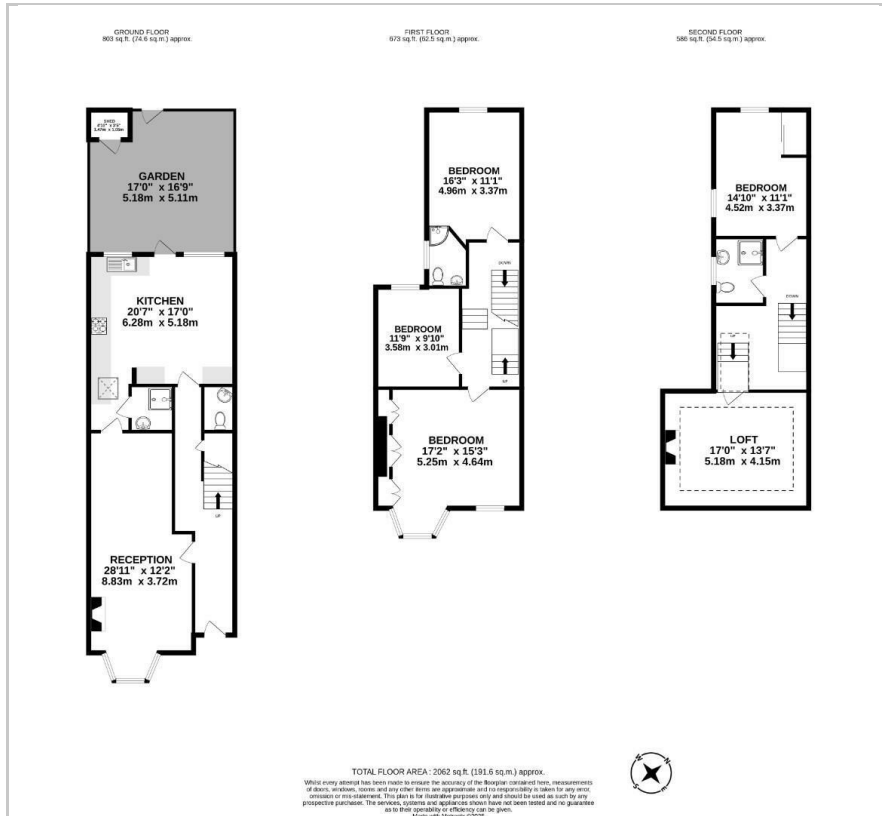 GROUND FLOOR
803 sq.ft. (74.6 sq.m.) approx.
SHED
GARDEN
17'0" x 16'9"
5.18m x 5.11m
KITCHEN
20'7" x 17'0"
6.28m x 5.18m
UP
RECEPTION
28'11" x 12'2"
8.83m x 3.72m
FIRST FLOOR
673 sq.ft. (62.5 sq.m.) approx.
BEDROOM
16'3" x 11'1"
4.96m x 3.37m
DOWN
BEDROOM
11'9" x 9'10"
3.58m x 3.01m
UP
BEDROOM
17'2" x 15'3"
5.25m x 4.64m
SECOND FLOOR
586 sq.ft. (54.5 sq.m.) approx.
BEDROOM
14'10" x 11'1"
4.52m x 3.37m
DOWN
UP
LOFT
17'0" x 13'7"
5.18m x 4.15m
TOTAL FLOOR AREA : 2062 sq.ft. (191.6 sq.m.) approx.
Whilst every attempt has been made to ensure the accuracy of the floorplan contained here, measurements
of doors, windows, rooms and any other items are approximate and no responsibility is taken for any error,
omission or mis-statement. This plan is for illustrative purposes only and should be used as such by any
prospective purchaser. The services, systems and appliances shown have not been tested and no guarantee
as to their operability or efficiency can be given.
Made with Metropix ©2025
N
E
S
W